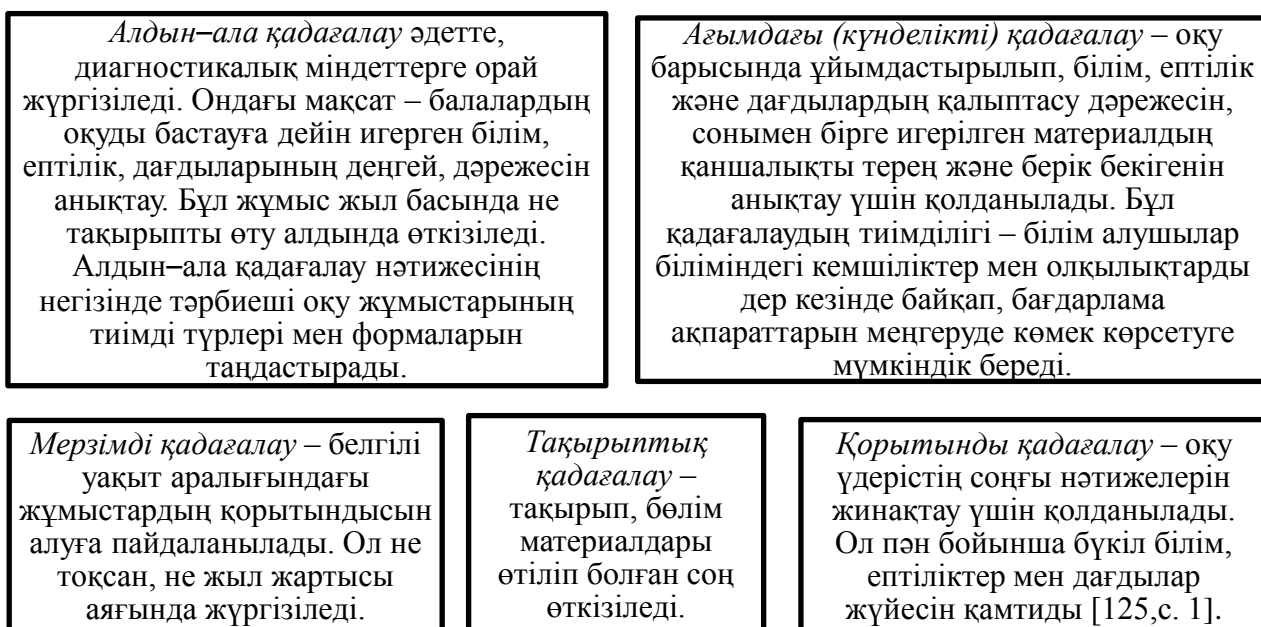 Алдын–ала қадағалау әдетте,
диагностикалық міндеттерге орай
жүргізіледі. Ондағы мақсат – балалардың
оқуды бастауға дейін игерген білім,
ептілік, дағдыларының деңгей, дәрежесін
анықтау. Бұл жұмыс жыл басында не
тақырыпты өту алдында өткізіледі.
Алдын–ала қадағалау нәтижесінің
негізінде тәрбиеші оқу жұмыстарының
тиімді түрлері мен формаларын
таңдастырады.
Ағымдағы (күнделікті) қадағалау – оқу
барысында ұйымдастырылып, білім, ептілік
және дағдылардың қалыптасу дәрежесін,
сонымен бірге игерілген материалдың
қаншалықты терең және берік бекігенін
анықтау үшін қолданылады. Бұл
қадағалаудың тиімділігі – білім алушылар
біліміндегі кемшіліктер мен олқылықтарды
дер кезінде байқап, бағдарлама
ақпараттарын меңгеруде көмек көрсетуге
мүмкіндік береді.
Мерзімді қадағалау – белгілі
уақыт аралығындағы
жұмыстардың қорытындысын
алуға пайдаланылады. Ол не
тоқсан, не жыл жартысы
аяғында жүргізіледі.
Тақырыптық
қадағалау –
тақырып, бөлім
материалдары
өтіліп болған соң
өткізіледі.
Қорытынды қадағалау – оқу
үдерістің соңғы нәтижелерін
жинақтау үшін қолданылады.
Ол пән бойынша бүкіл білім,
ептіліктер мен дағдылар
жүйесін қамтиды [125,с. 1].